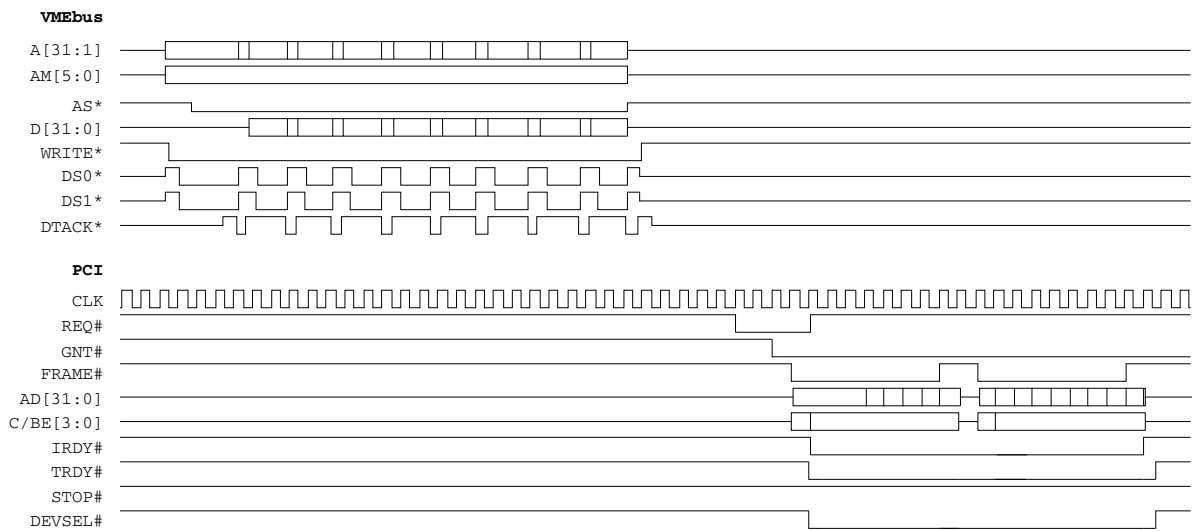 VMEbus
A[31:1]
AM[5:0]
AS*
D[31:0]
WRITE*
DS0*
DS1*
DTACK*
PCI
CLK
REQ#
GNT#
FRAME#
AD[31:0]
C/BE[3:0]
IRDY#
TRDY#
STOP#
DEVSEL#